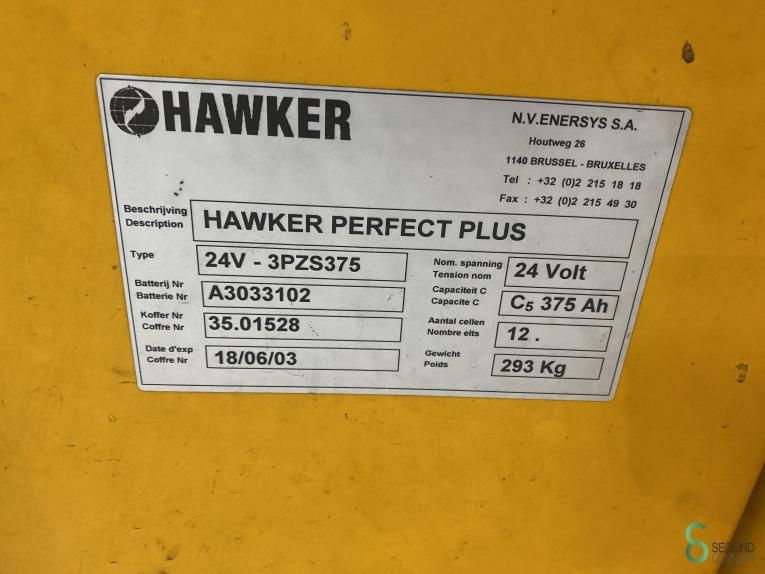 HAWKER
N.V.ENERSYS S.A.
Houtweg 26
1140 BRUSSEL - BRUXELLES
Tel : +32 (0)2 215 18 18
Fax : +32 (0)2 215 49 30
Beschrijving
Description
HAWKER PERFECT PLUS
Type
24V - 3PZS375
Nom. spanning
Tension nom
24 Volt
Batterij Nr
Batterie Nr
A3033102
Capaciteit C
Capacite C
C5 375 Ah
Koffer Nr
Coffre Nr
35.01528
Aantal cellen
Nombre elts
12 .
Date d'exp
Coffre Nr
18/06/03
Gewicht
Poids
293 Kg
SECOND